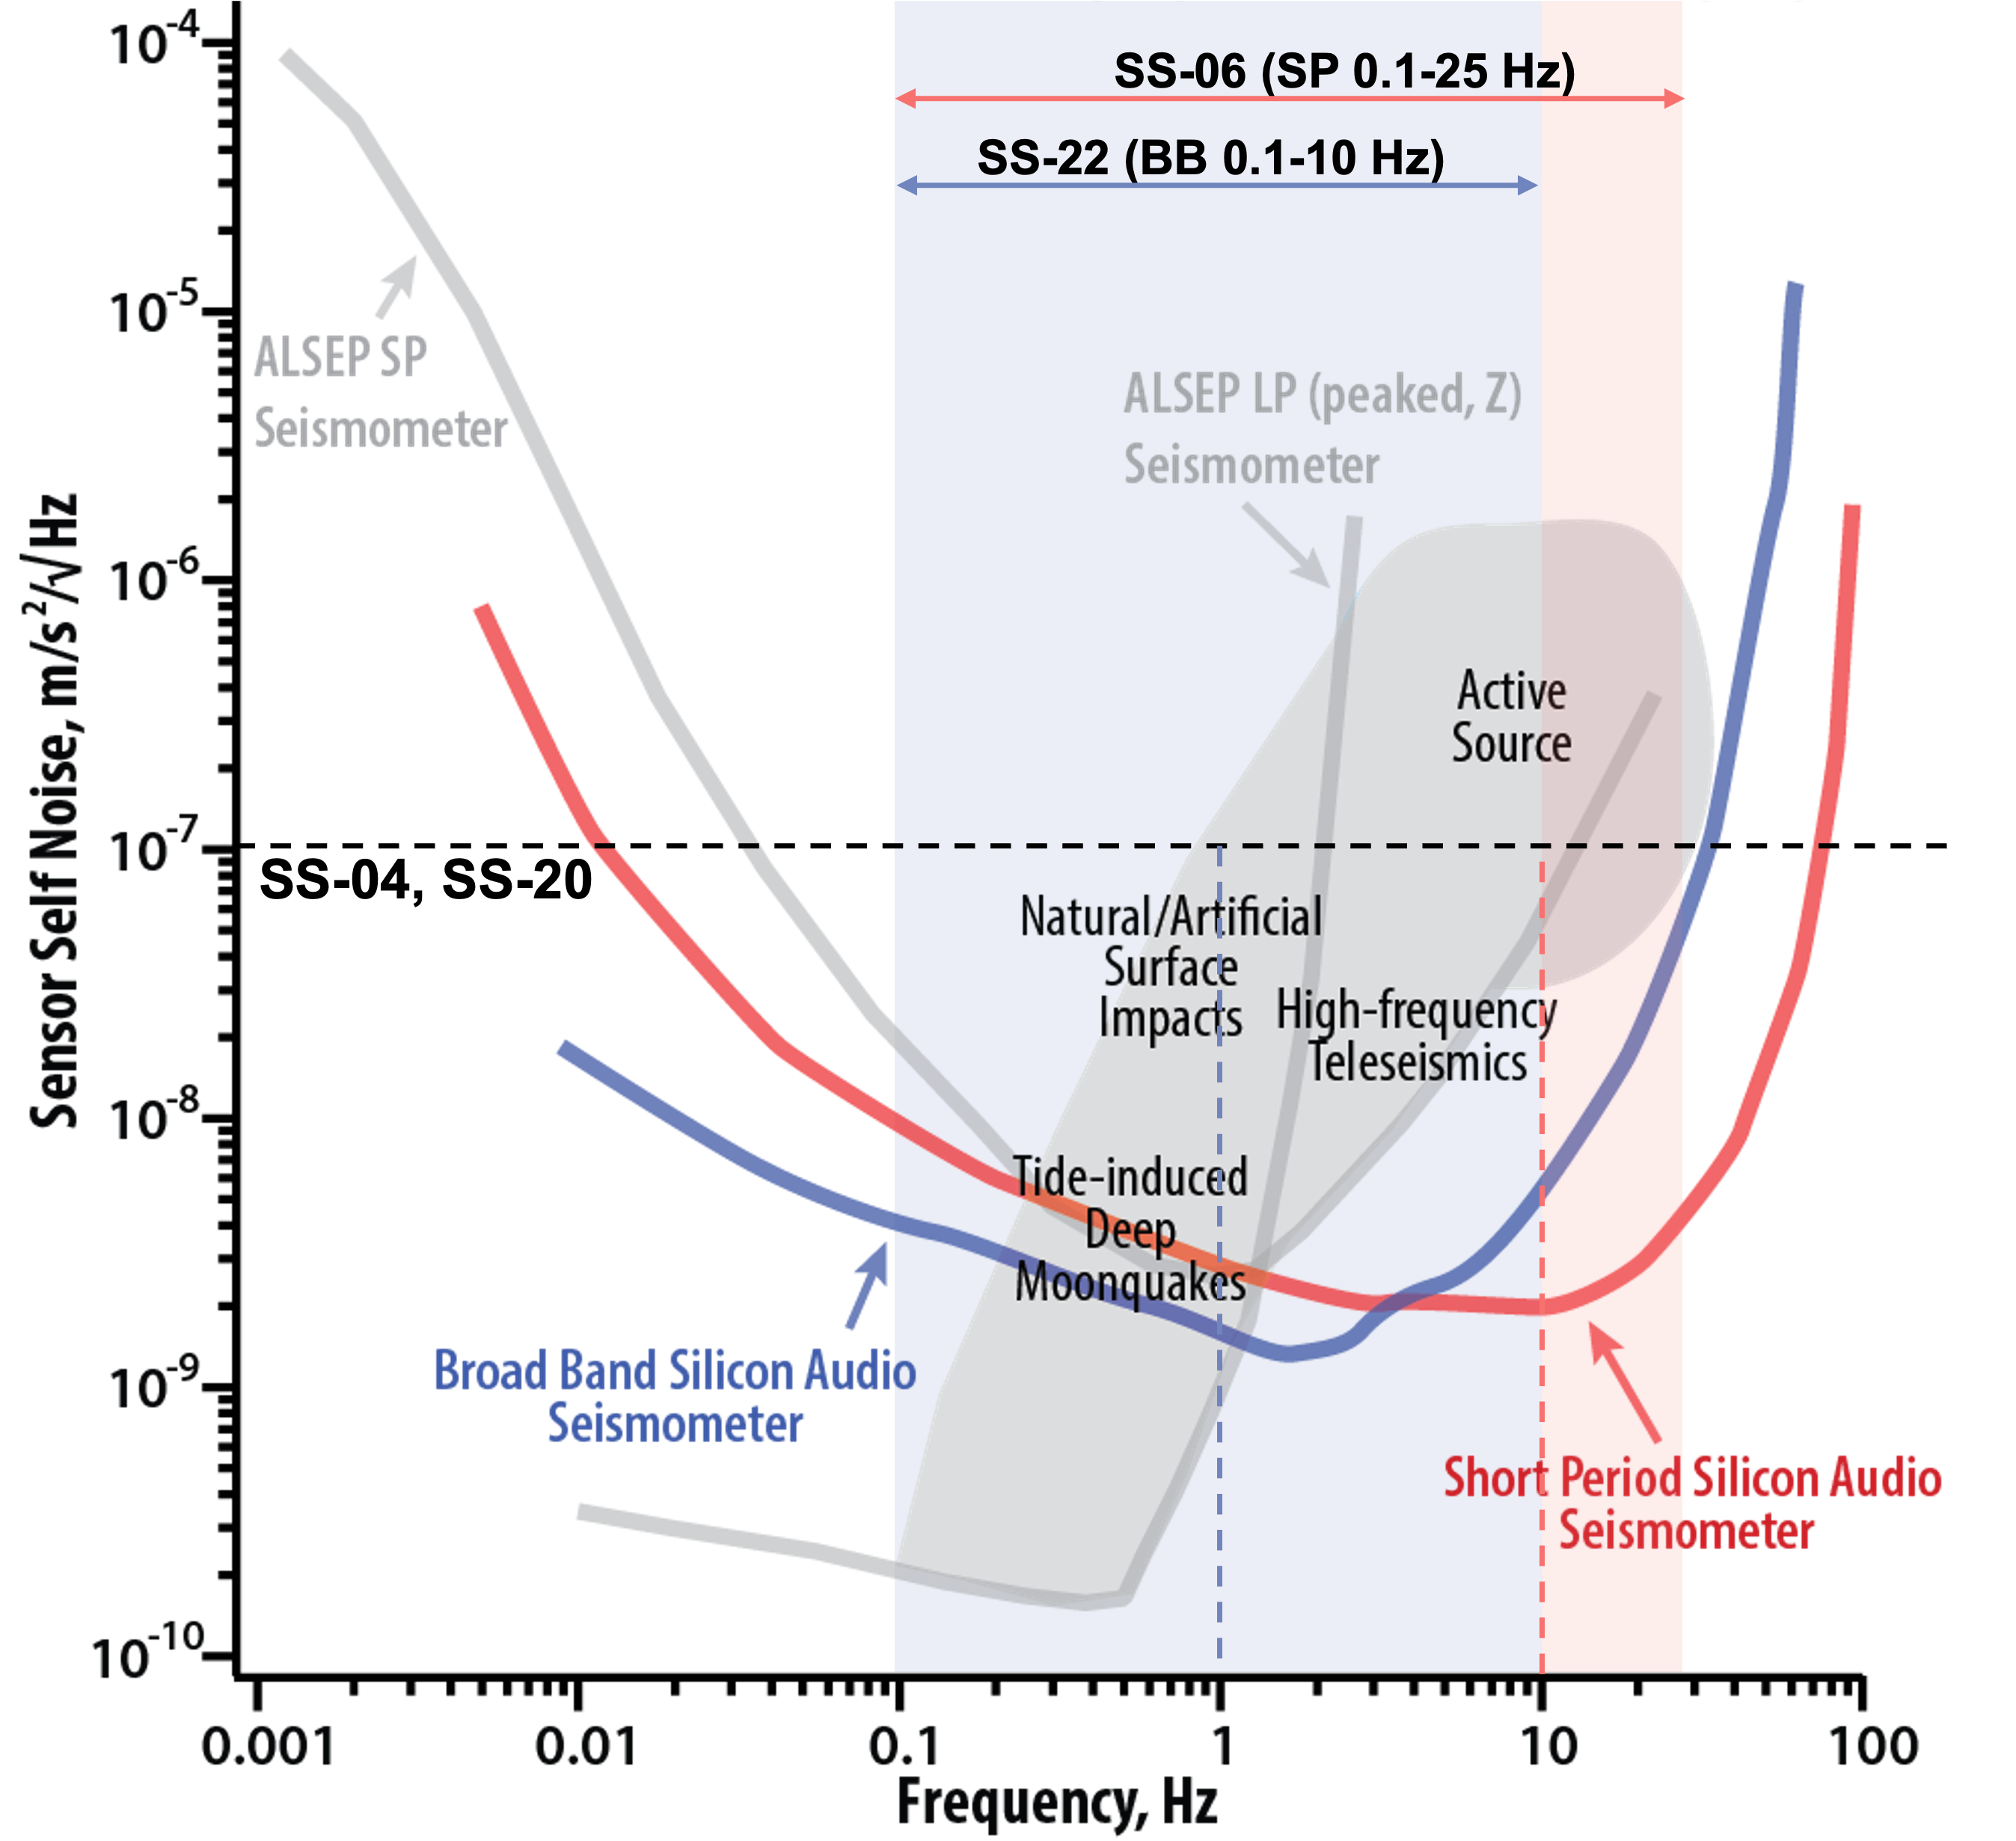 SS-06 (SP 0.1-25 Hz)
SS-22 (BB 0.1-10 Hz)
10-4
10-5
10-6
10-7
10-8
10-9
10-10
Sensor Self Noise, m/s2/√Hz
ALSEP SP
Seismometer
ALSEP LP (peaked, Z)
Seismometer
Active
Source
SS-04, SS-20
Natural/Artificial
Surface
Impacts
High-frequency
Teleseismics
Tide-induced
Deep
Moonquakes
Broad Band Silicon Audio
Seismometer
Short Period Silicon Audio
Seismometer
0.001 0.01 0.1 1 10 100
Frequency, Hz